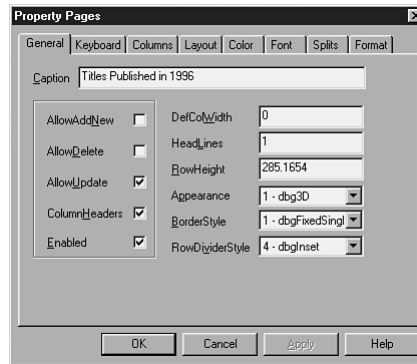 Property Pages
General Keyboard Columns Layout Color Font Splits Format
Caption Titles Published in 1996
AllowAddNew
AllowDelete
AllowUpdate
ColumnHeaders
Enabled
DefColWidth 0
HeadLines 1
RowHeight 285.1654
Appearance 1 - dbg3D
BorderStyle 1 - dbgFixedSingl
RowDividerStyle 4 - dbgInset
OK Cancel Apply Help